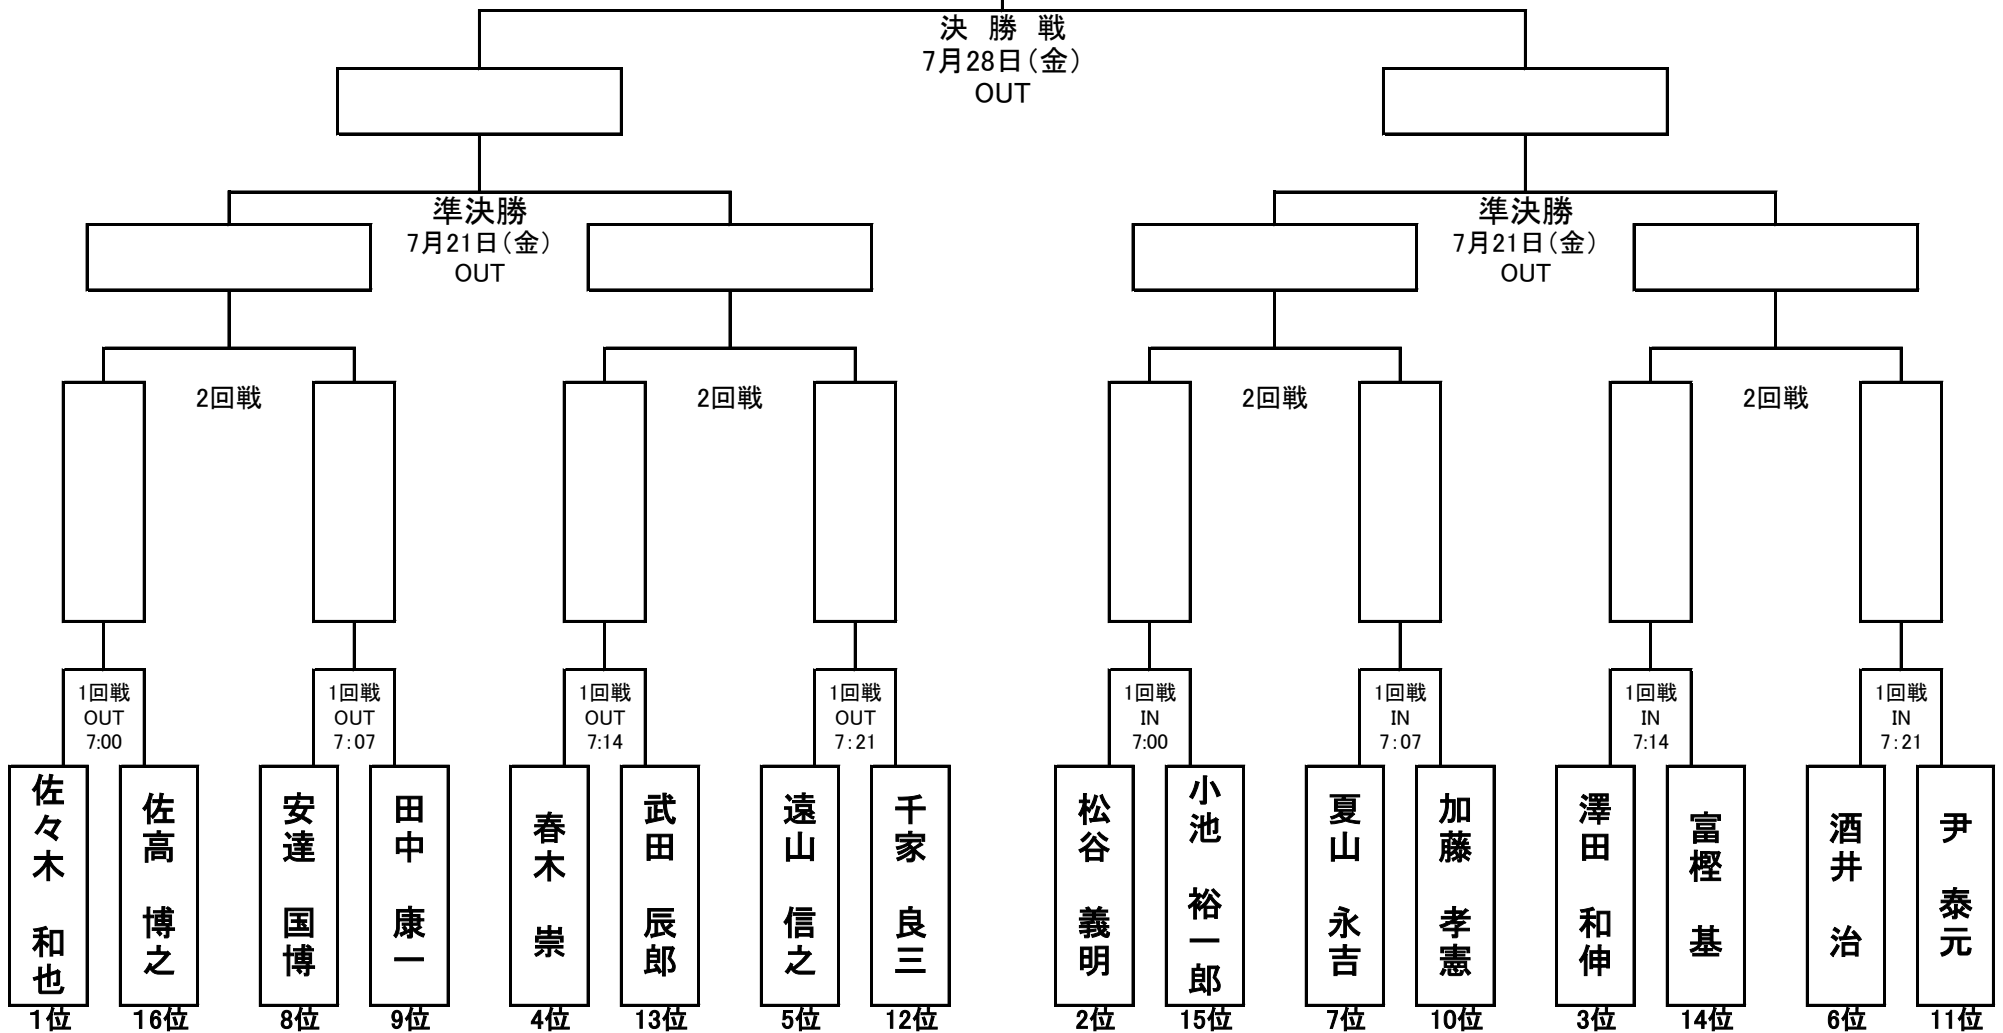 決 勝 戦
7月28日（金）
OUT
準決勝
7月21日（金）
OUT
準決勝
7月21日（金）
OUT
2回戦
2回戦
2回戦
2回戦
1回戦
OUT
7:00
1回戦
OUT
7:07
1回戦
OUT
7:14
1回戦
OUT
7:21
1回戦
IN
7:00
1回戦
IN
7:07
1回戦
IN
7:14
1回戦
IN
7:21
佐々木 和也
佐高 博之
安達 国博
田中 康一
春木 崇
武田 辰郎
遠山 信之
千家 良三
松谷 義明
小池 裕一郎
夏山 永吉
加藤 孝憲
澤田 和伸
富樫 基
酒井 治
尹 泰元
1位
16位
8位
9位
4位
13位
5位
12位
2位
15位
7位
10位
3位
14位
6位
11位